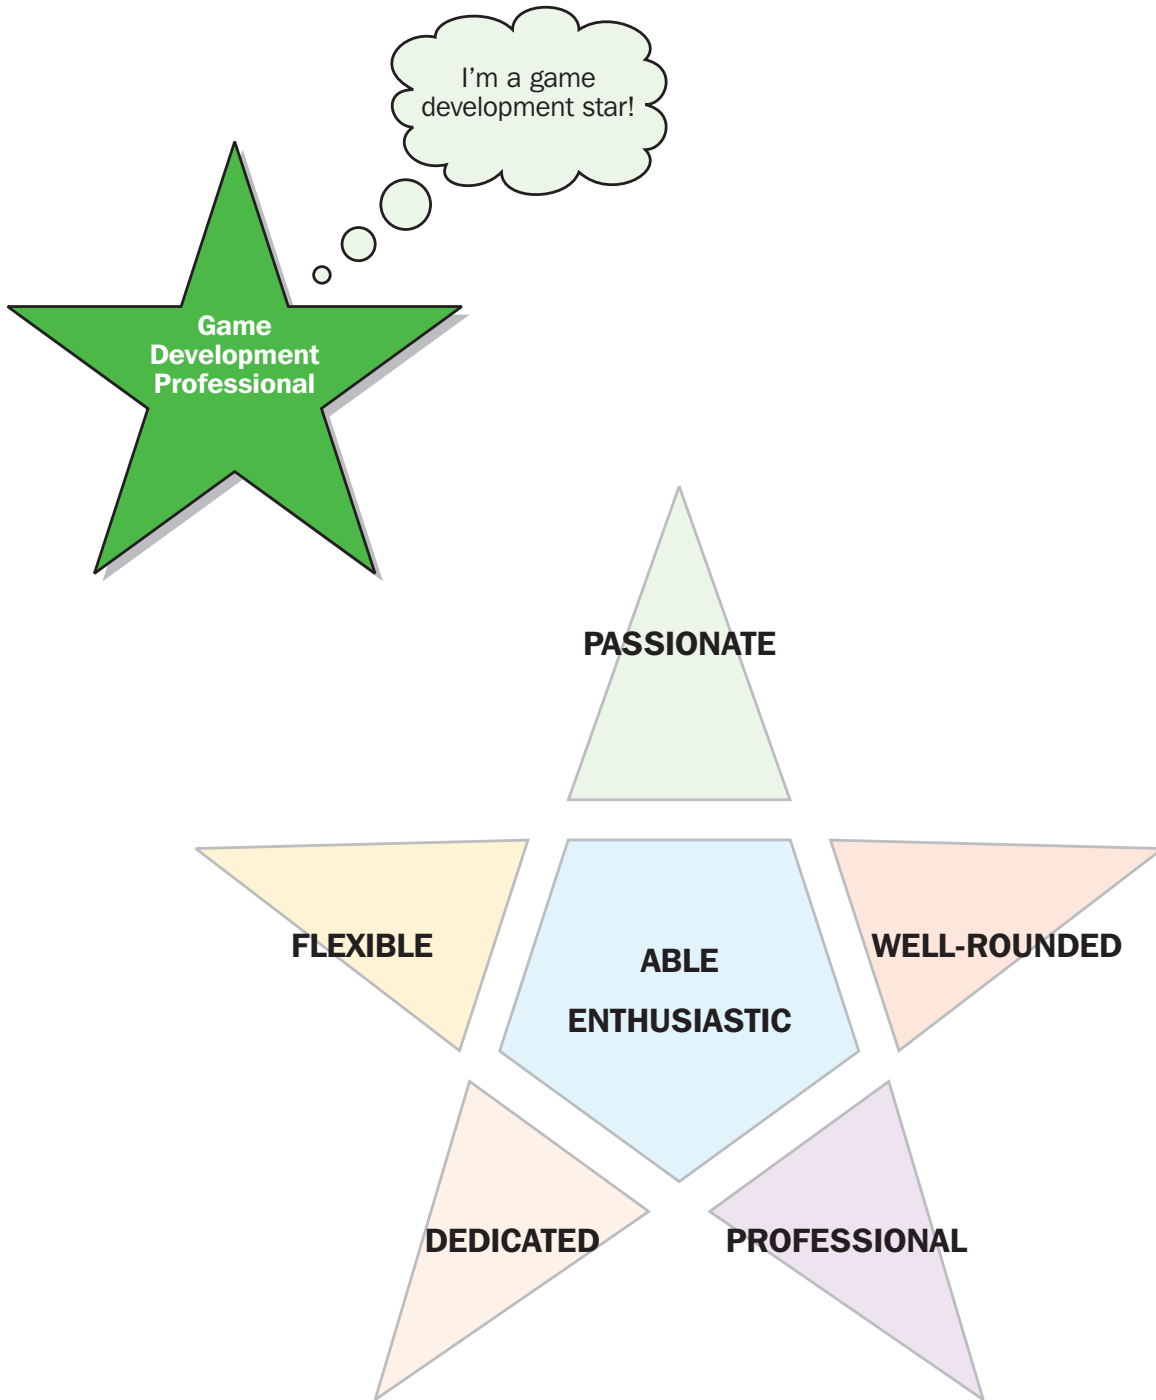 I’m a game
development star!
Game
Development
Professional
PASSIONATE
FLEXIBLE
ABLE
ENTHUSIASTIC
WELL-ROUNDED
DEDICATED
PROFESSIONAL